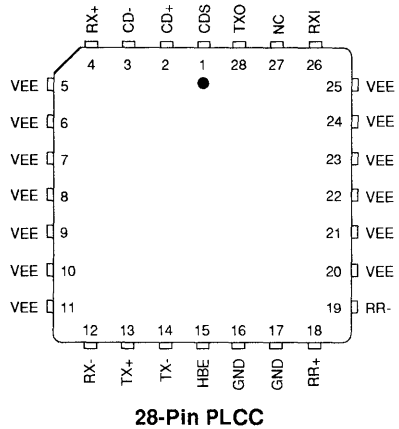 RX+ CD- CD+ CDS TXO NC RXI
4 3 2 1 28 27 26
VEE 5 25 VEE
VEE 6 24 VEE
VEE 7 23 VEE
VEE 8 22 VEE
VEE 9 21 VEE
VEE 10 20 VEE
VEE 11 19 RR-
12 13 14 15 16 17 18
RX- TX+ TX- HBE GND GND RR+
28-Pin PLCC